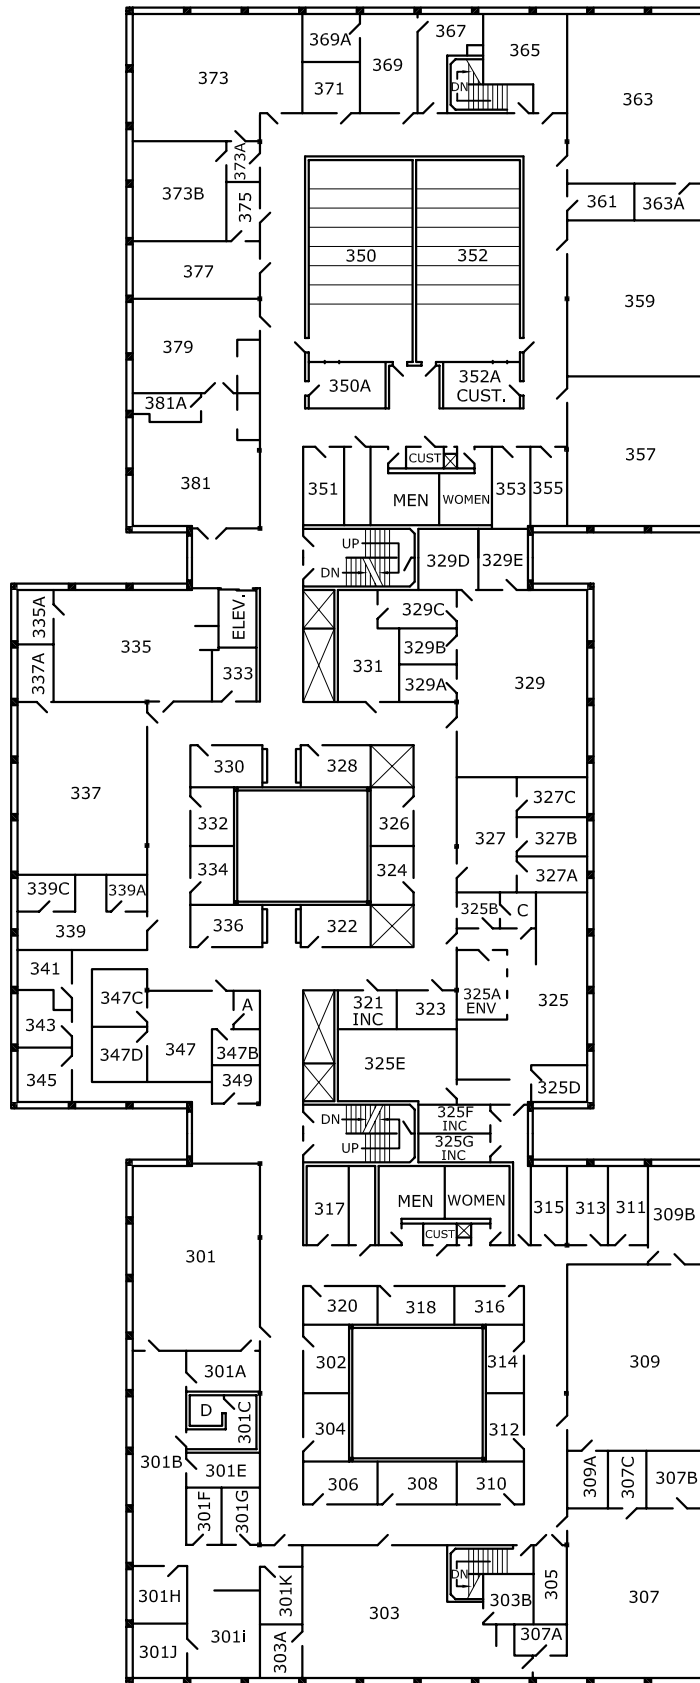 369A
367
365
373
369
371
DN
363
373A
373B
375
361
363A
350
352
377
359
379
350A
352A
CUST.
381A
357
CUST
381
351
MEN
WOMEN
353
355
UP
DN
329D
329E
335A
ELEV.
329C
335
329B
337A
333
331
329A
329
330
328
337
327C
332
326
327
327B
334
324
327A
339C
339A
325B
C
339
336
322
341
347C
A
321
INC
323
325A
ENV
325
343
347D
347
347B
325E
345
349
325D
DN
UP
325F
INC
325G
INC
317
MEN
WOMEN
315
313
311
309B
CUST
301
320
318
316
302
314
309
301A
D
301C
304
312
301B
301E
309A
307C
307B
306
308
310
301F
301G
DN
301H
301K
303
303B
305
307
301i
301J
303A
307A